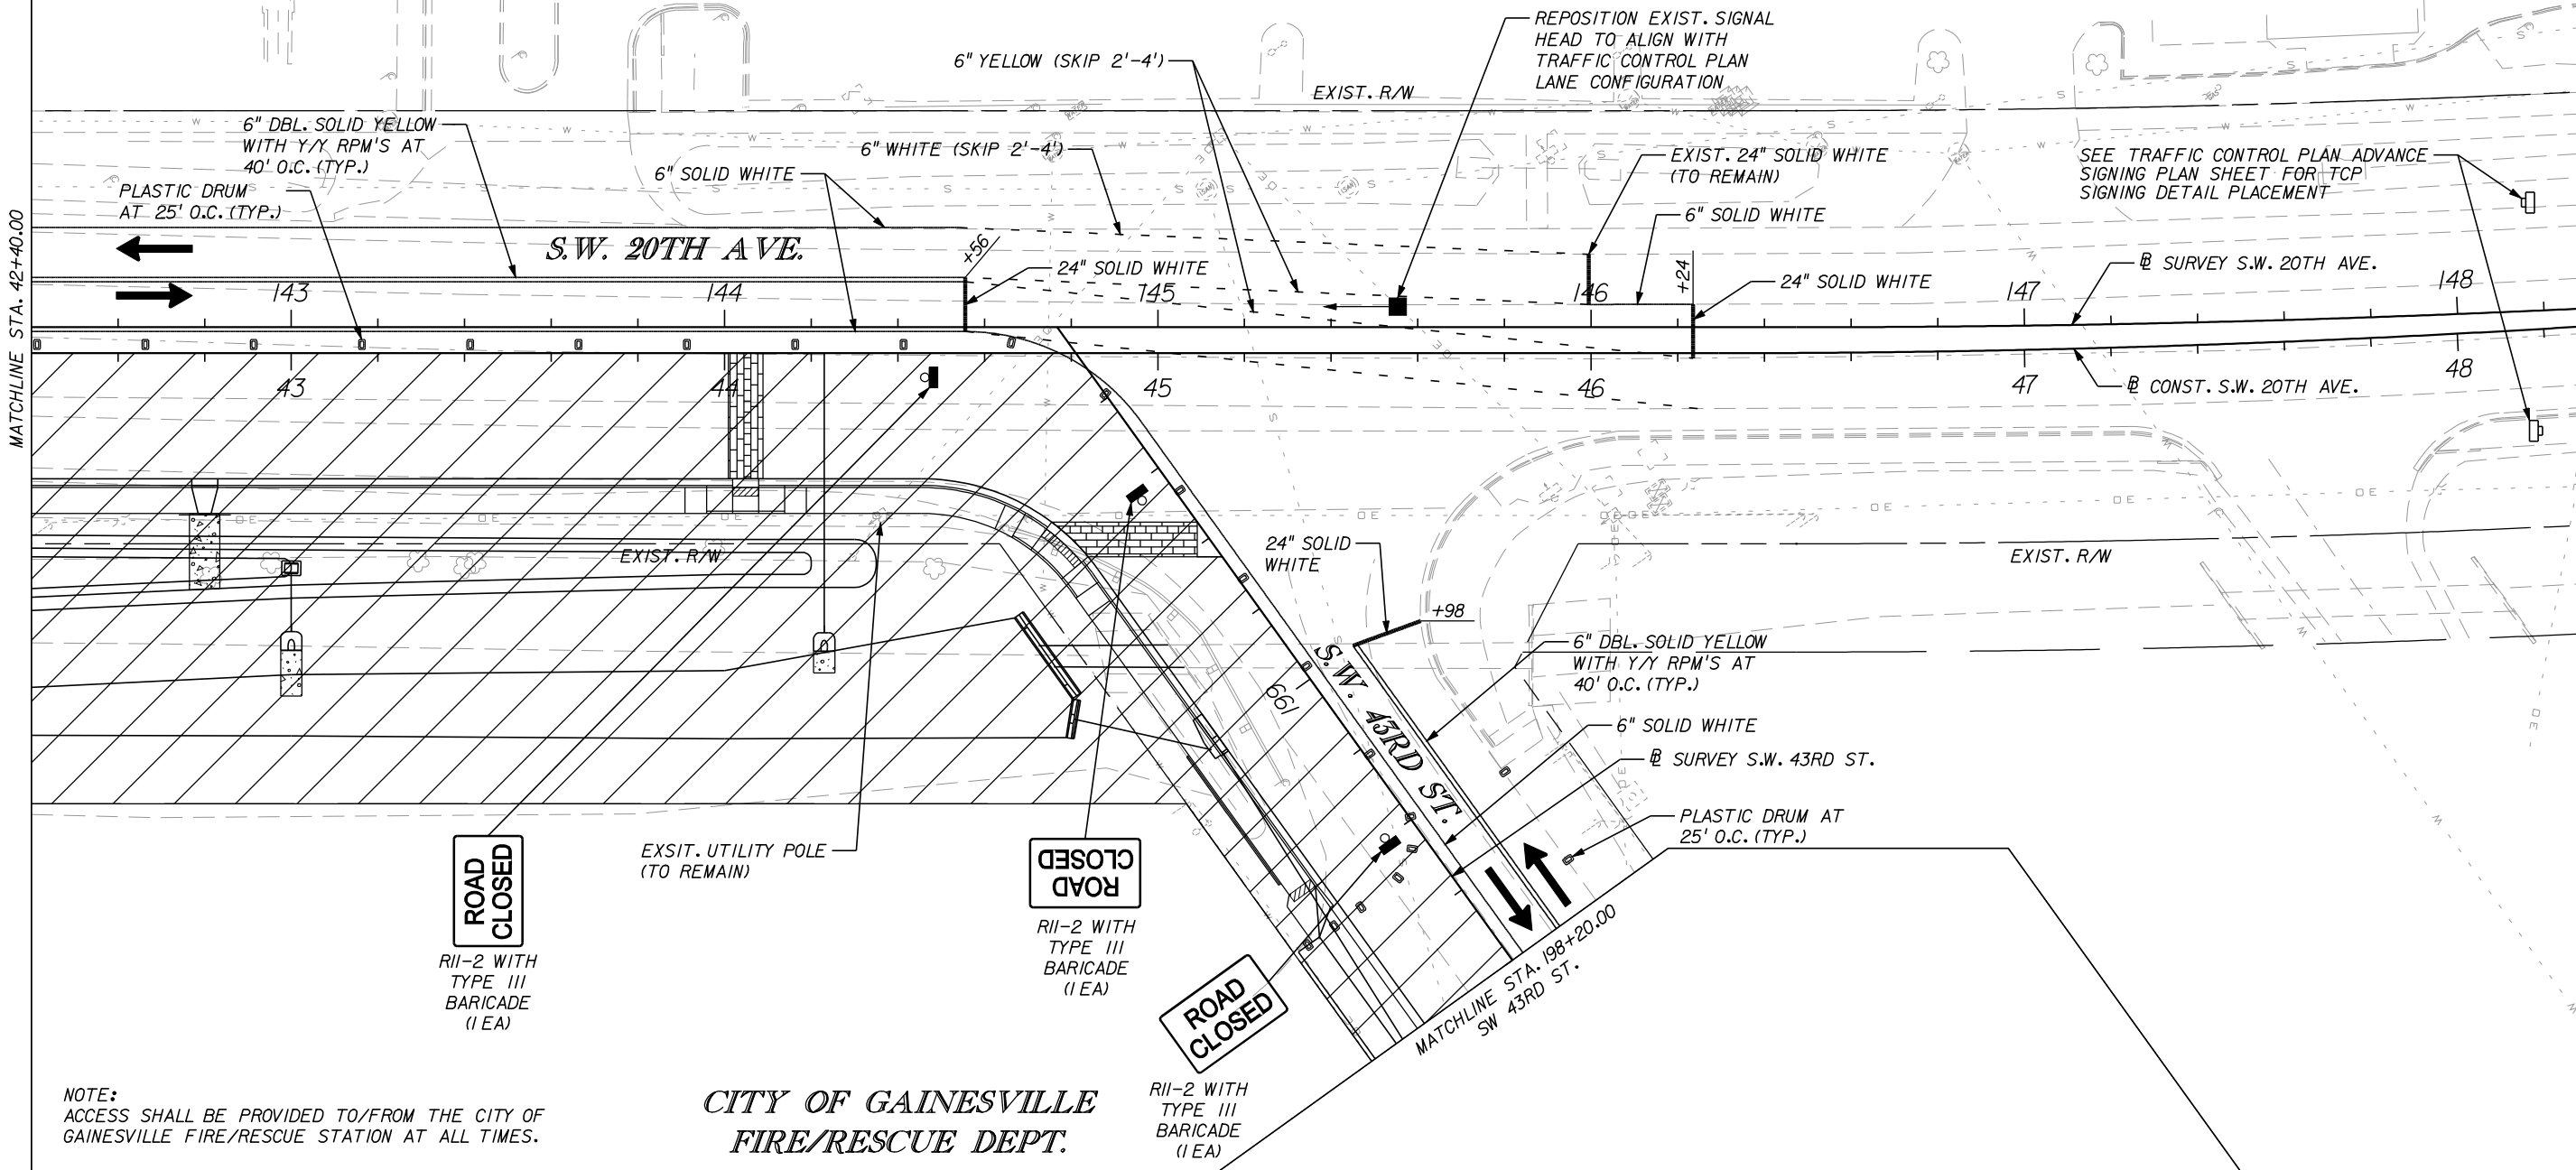 REPOSITION EXIST. SIGNAL
HEAD TO ALIGN WITH
TRAFFIC CONTROL PLAN
LANE CONFIGURATION
6" YELLOW (SKIP 2'-4')
EXIST. R/W
6" DBL. SOLID YELLOW
WITH Y/Y RPM'S AT
40' O.C. (TYP.)
6" WHITE (SKIP 2'-4')
EXIST. 24" SOLID WHITE
(TO REMAIN)
SEE TRAFFIC CONTROL PLAN ADVANCE
SIGNING PLAN SHEET FOR TCP
SIGNING DETAIL PLACEMENT
6" SOLID WHITE
PLASTIC DRUM
AT 25' O.C. (TYP.)
6" SOLID WHITE
MATCHLINE STA. 42+40.00
S.W. 20TH AVE.
+56
24" SOLID WHITE
+24
24" SOLID WHITE
℄ SURVEY S.W. 20TH AVE.
143
144
145
146
147
148
43
44
45
46
47
48
℄ CONST. S.W. 20TH AVE.
EXIST. R/W
24" SOLID
WHITE
EXIST. R/W
+98
6" DBL. SOLID YELLOW
WITH Y/Y RPM'S AT
40' O.C. (TYP.)
199
S.W. 43RD ST.
6" SOLID WHITE
℄ SURVEY S.W. 43RD ST.
PLASTIC DRUM AT
25' O.C. (TYP.)
EXSIT. UTILITY POLE
(TO REMAIN)
ROAD
CLOSED
R11-2 WITH
TYPE III
BARICADE
(1 EA)
ROAD
CLOSED
R11-2 WITH
TYPE III
BARICADE
(1 EA)
ROAD
CLOSED
R11-2 WITH
TYPE III
BARICADE
(1 EA)
MATCHLINE STA. 198+20.00
SW 43RD ST.
NOTE:
ACCESS SHALL BE PROVIDED TO/FROM THE CITY OF
GAINESVILLE FIRE/RESCUE STATION AT ALL TIMES.
CITY OF GAINESVILLE
FIRE/RESCUE DEPT.